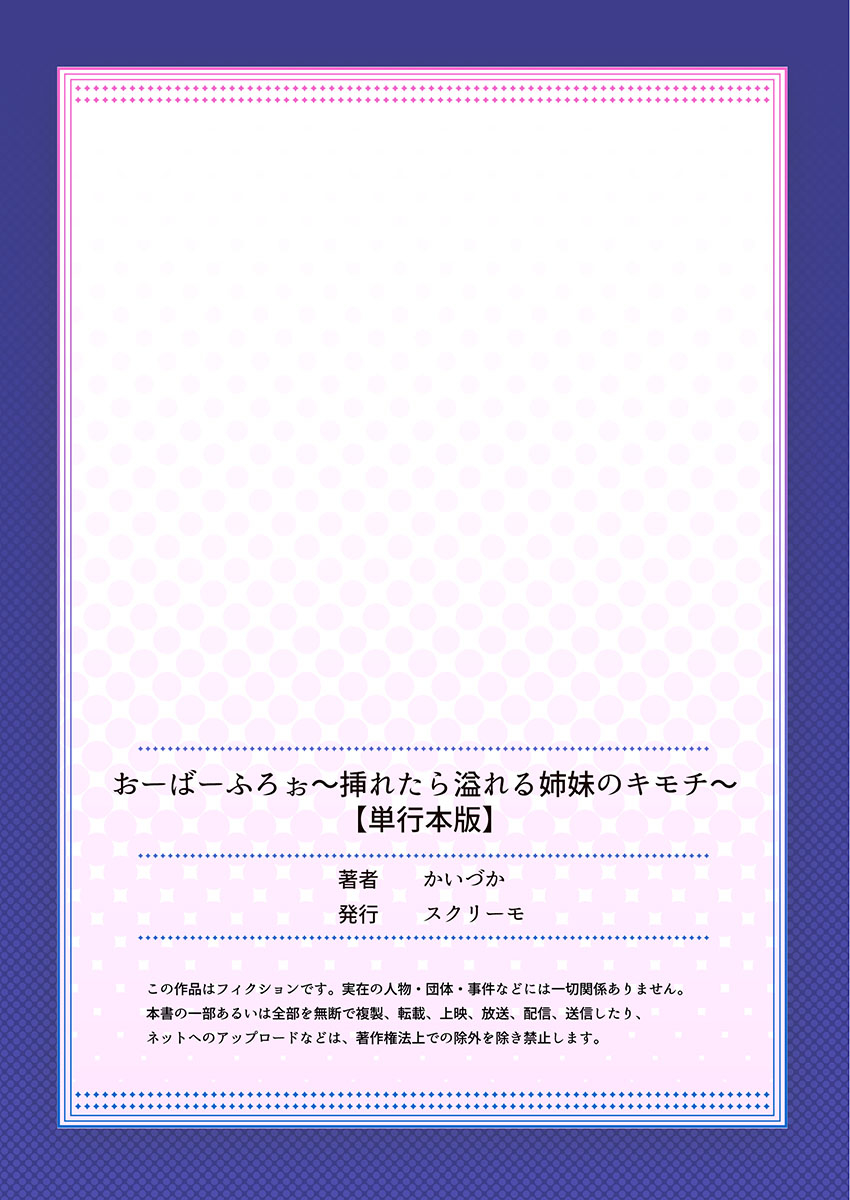 おーばーふろぉ～挿れたら溢れる姉妹のキモチ～
【単行本版】
著者　　かいづか
発行　　スクリーモ
この作品はフィクションです。実在の人物・団体・事件などには一切関係ありません。
本書の一部あるいは全部を無断で複製、転載、上映、放送、配信、送信したり、
ネットへのアップロードなどは、著作権法上での除外を除き禁止します。